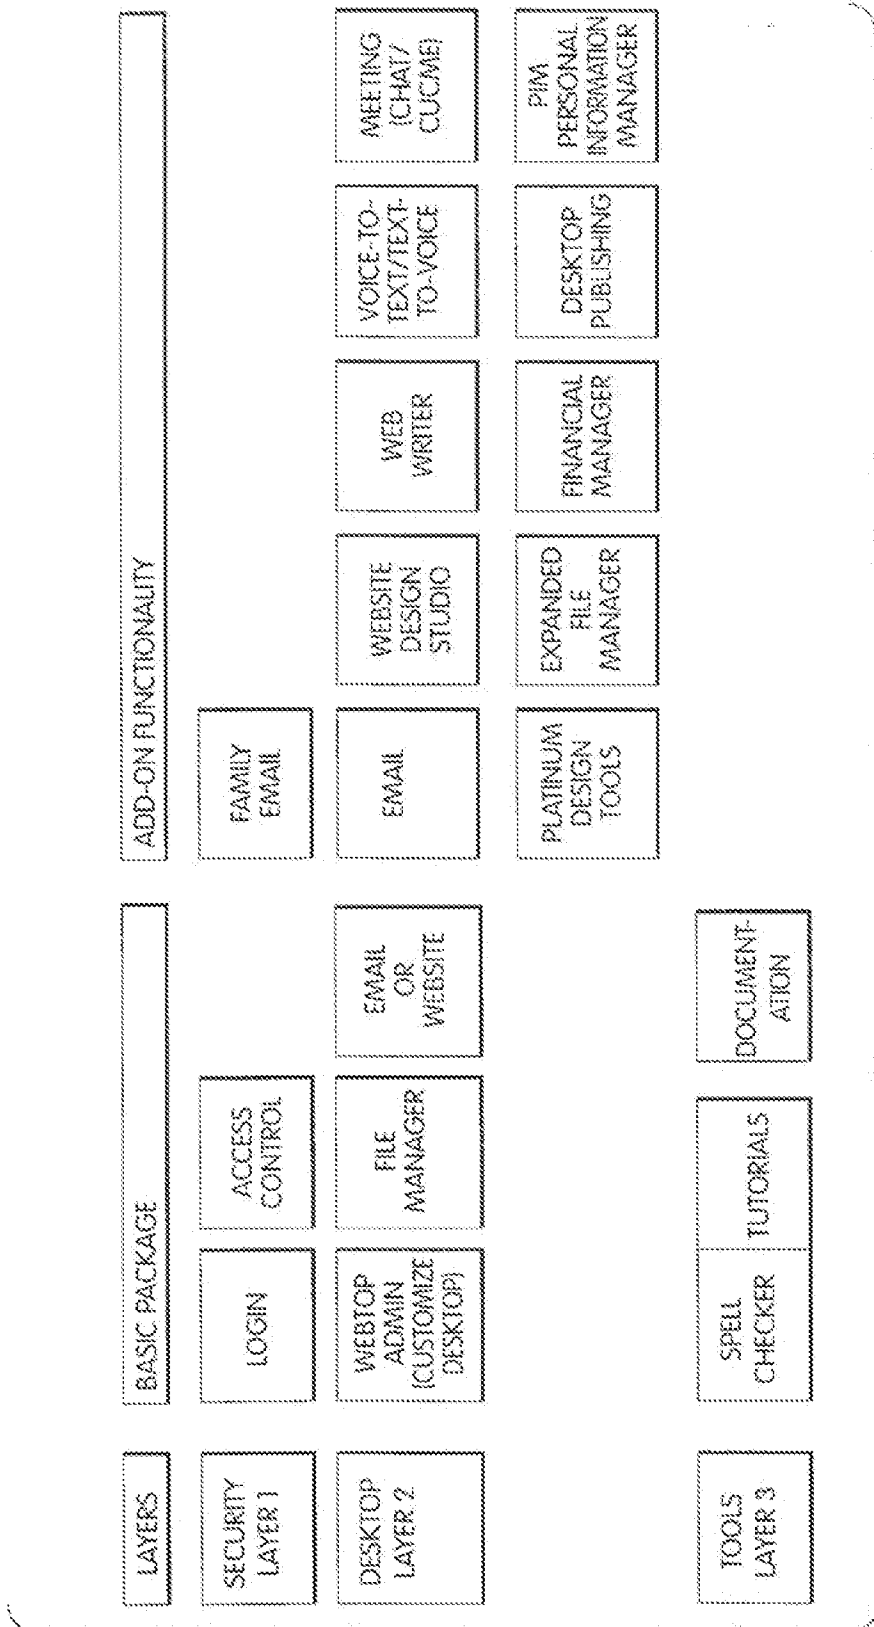 LAYERS
BASIC PACKAGE
ADD-ON FUNCTIONALITY
SECURITY
LAYER 1
LOGIN
ACCESS
CONTROL
FAMILY
EMAIL
DESKTOP
LAYER 2
WEBTOP
ADMIN
(CUSTOMIZE
DESKTOP)
FILE
MANAGER
EMAIL
OR
WEBSITE
EMAIL
WEBSITE
DESIGN
STUDIO
WEB
WRITER
VOICE-TO-
TEXT/TEXT-
TO-VOICE
MEETING
(CHAT/
CUCME)
PLATINUM
DESIGN
TOOLS
EXPANDED
FILE
MANAGER
FINANCIAL
MANAGER
DESKTOP
PUBLISHING
PIM
PERSONAL
INFORMATION
MANAGER
TOOLS
LAYER 3
SPELL
CHECKER
TUTORIALS
DOCUMENT-
ATION